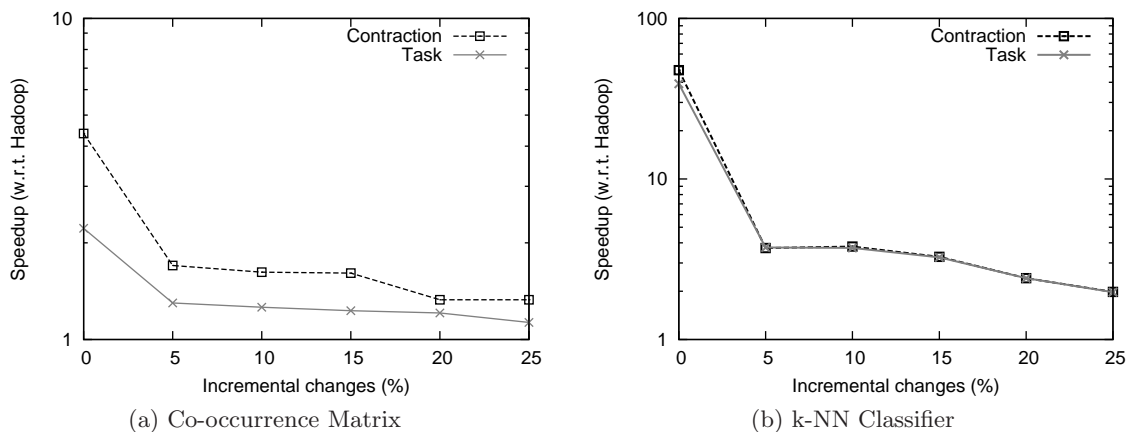 10
1
Speedup (w.r.t. Hadoop)
Contraction
Task
0 5 10 15 20 25
Incremental changes (%)
(a) Co-occurrence Matrix
100
10
1
Speedup (w.r.t. Hadoop)
Contraction
Task
0 5 10 15 20 25
Incremental changes (%)
(b) k-NN Classifier